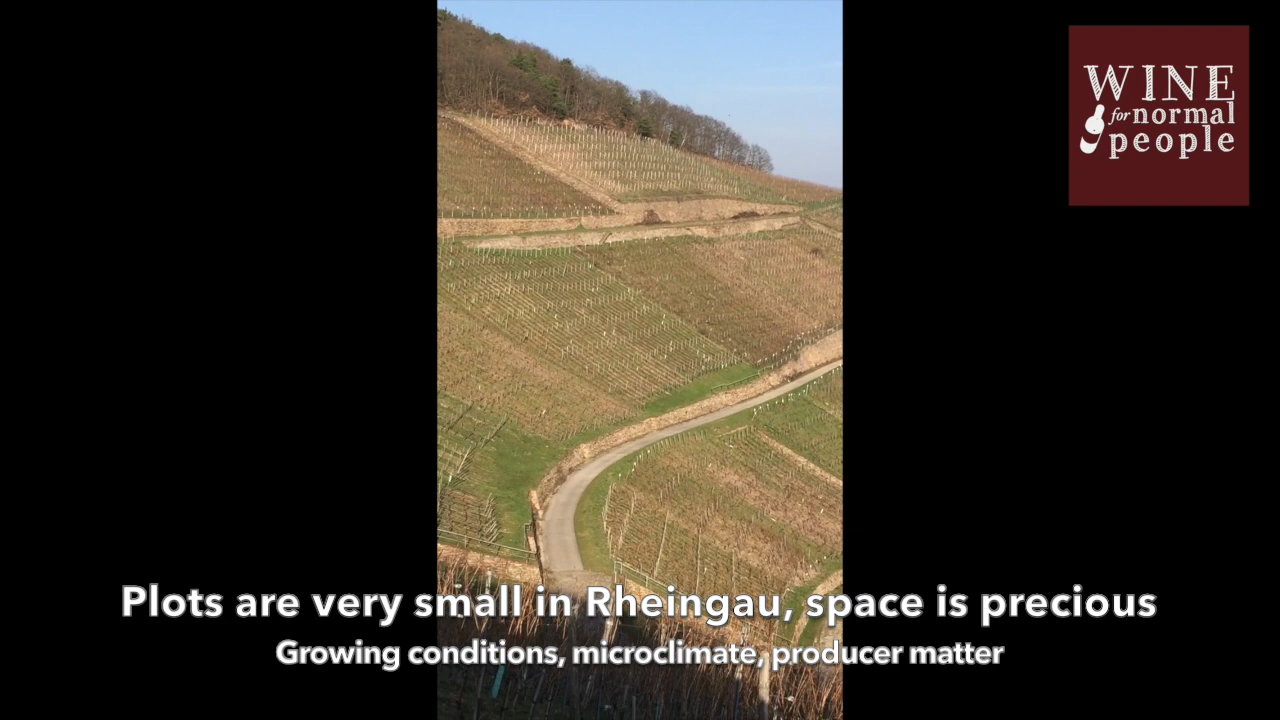 WINE
for normal
people
Plots are very small in Rheingau, space is precious
Growing conditions, microclimate, producer matter